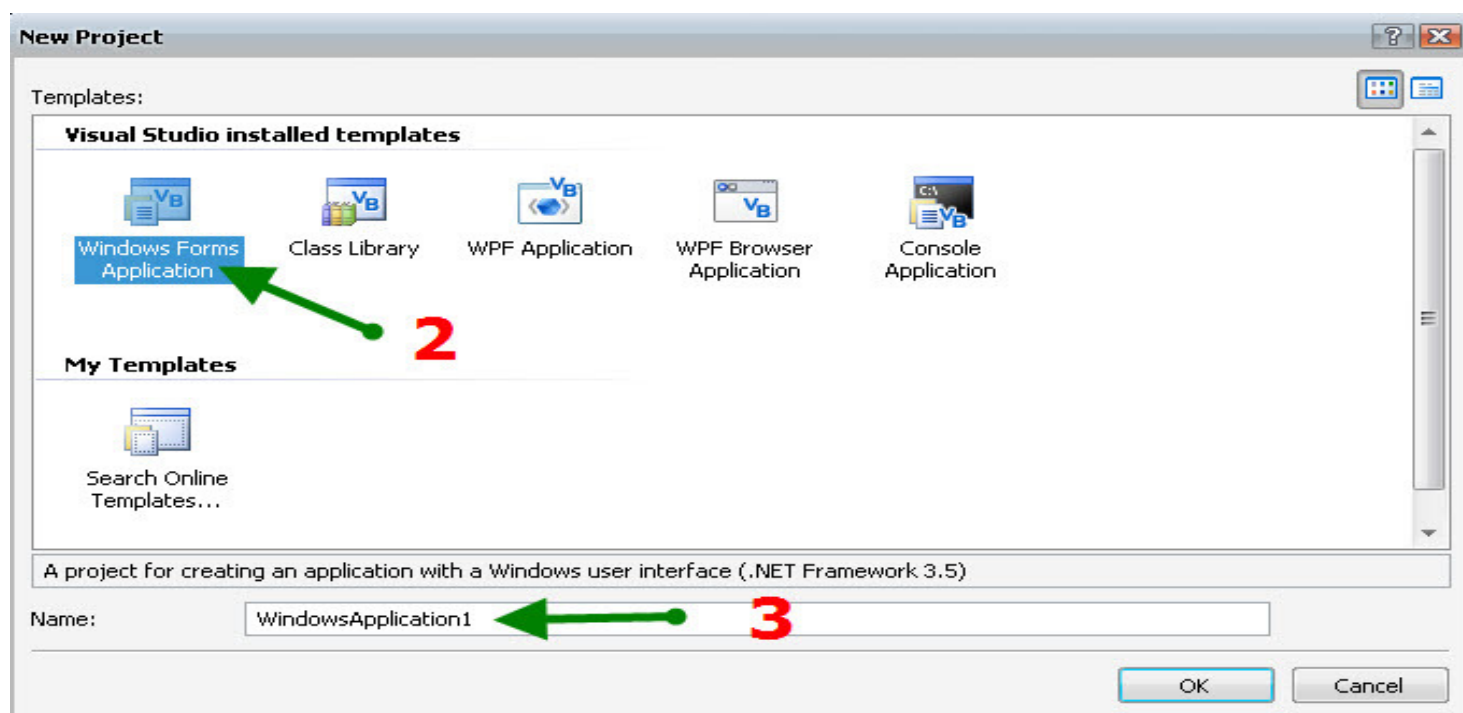 New Project
Templates:
Visual Studio installed templates
Windows Forms Application
Class Library
WPF Application
WPF Browser Application
Console Application
2
My Templates
Search Online Templates...
A project for creating an application with a Windows user interface (.NET Framework 3.5)
Name:
WindowsApplication1
3
OK
Cancel